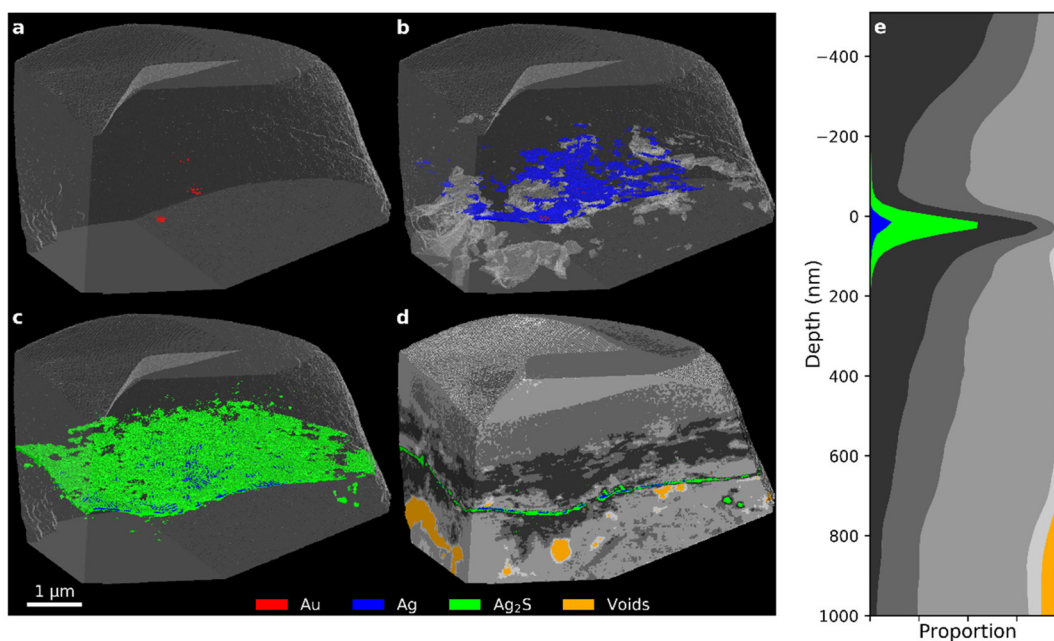 a
b
c
d
e
1 μm
Au
Ag
Ag₂S
Voids
Depth (nm)
−400
−200
0
200
400
600
800
1000
Proportion